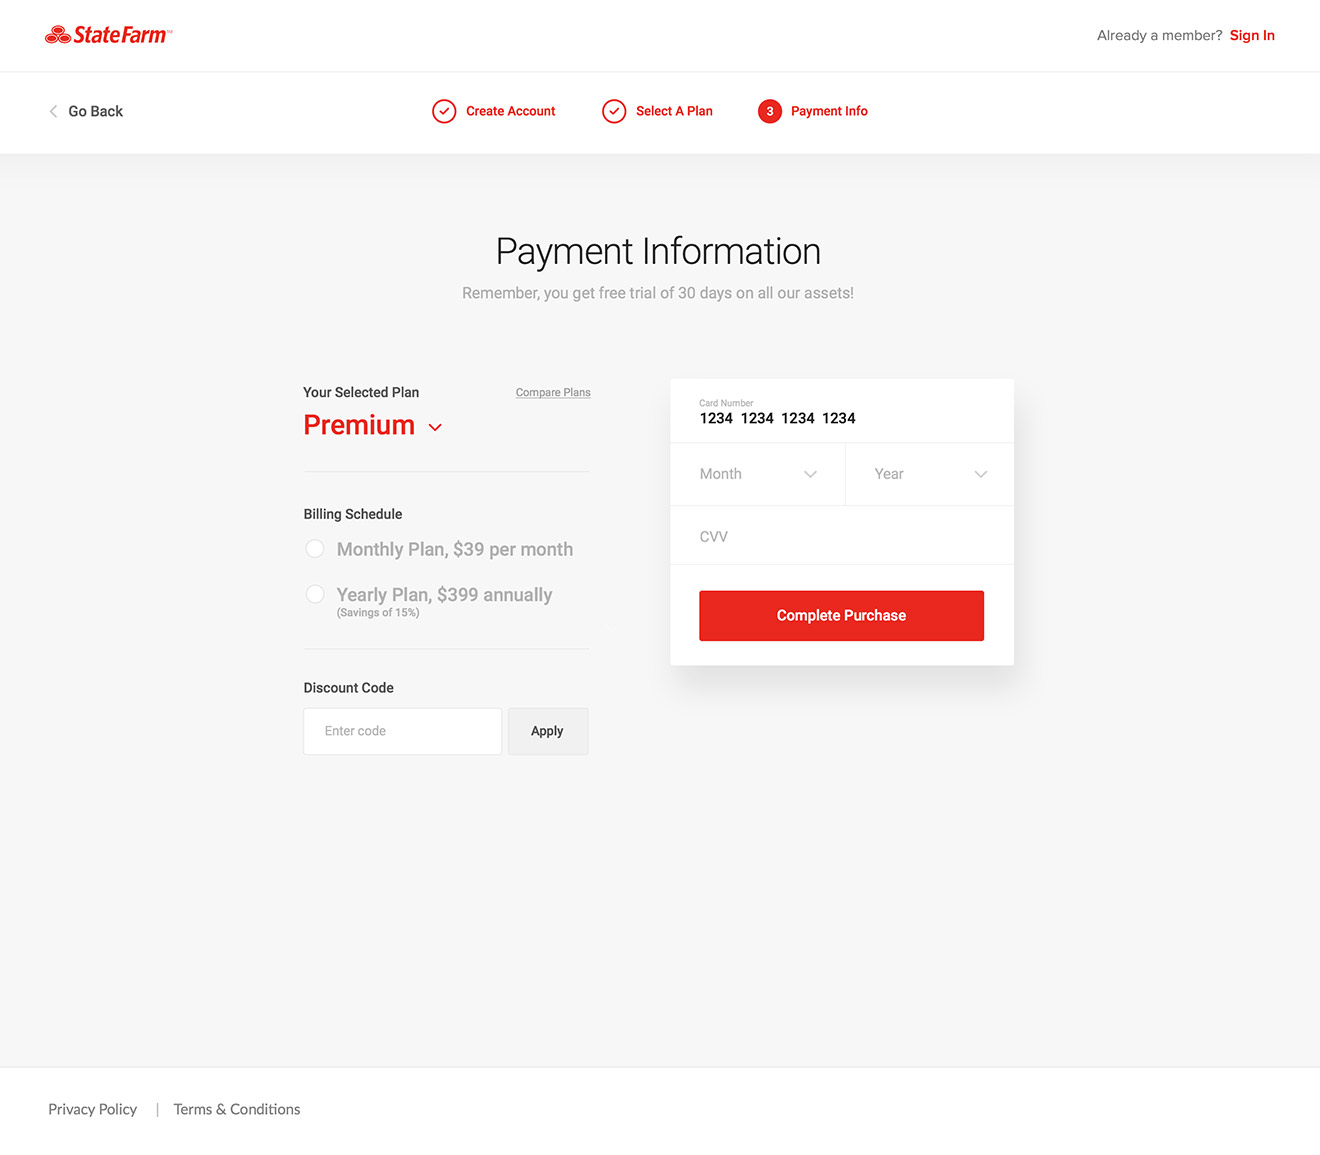 StateFarm™
Already a member? Sign In
Go Back
Create Account
Select A Plan
3 Payment Info
Payment Information
Remember, you get free trial of 30 days on all our assets!
Your Selected Plan
Compare Plans
Premium
Billing Schedule
Monthly Plan, $39 per month
Yearly Plan, $399 annually
(Savings of 15%)
Discount Code
Enter code
Apply
Card Number
1234 1234 1234 1234
Month
Year
CVV
Complete Purchase
Privacy Policy | Terms & Conditions